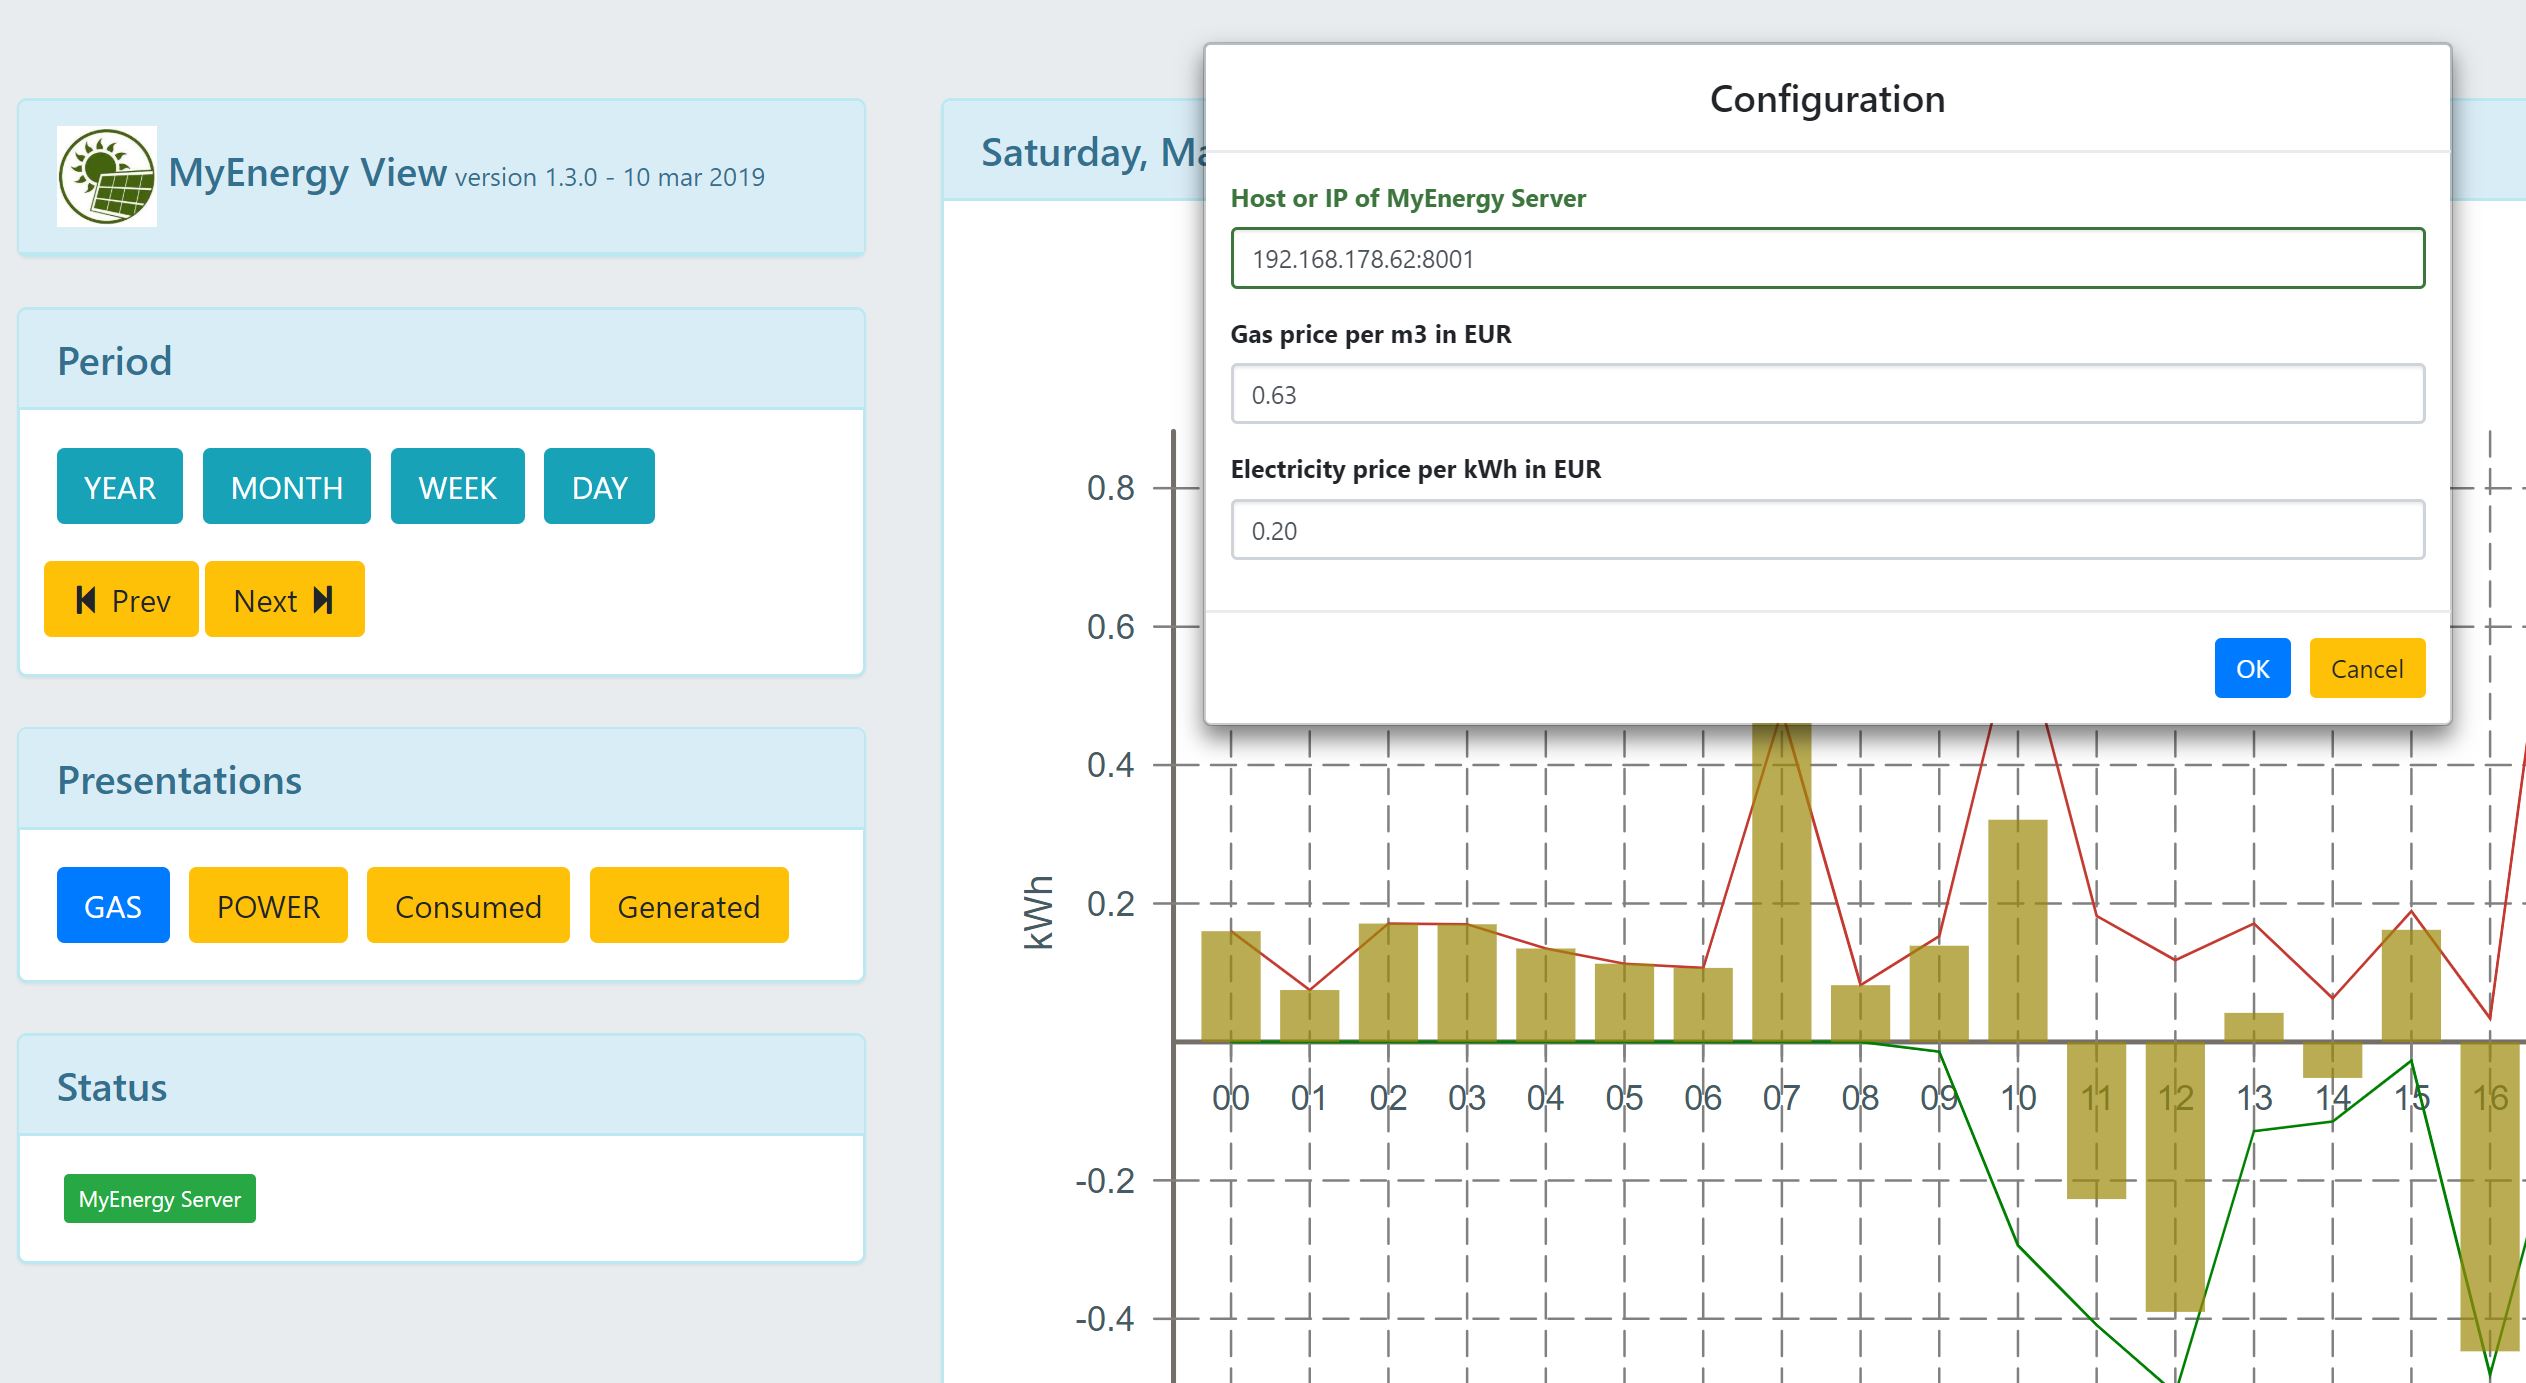 MyEnergy View version 1.3.0 - 10 mar 2019
Period
YEAR MONTH WEEK DAY
Prev Next
Presentations
GAS POWER Consumed Generated
Status
MyEnergy Server
Saturday,
Configuration
Host or IP of MyEnergy Server
192.168.178.62:8001
Gas price per m3 in EUR
0.63
Electricity price per kWh in EUR
0.20
OK Cancel
kWh
0.8
0.6
0.4
0.2
-0.2
-0.4
00 01 02 03 04 05 06 07 08 09 10 11 12 13 14 15 16